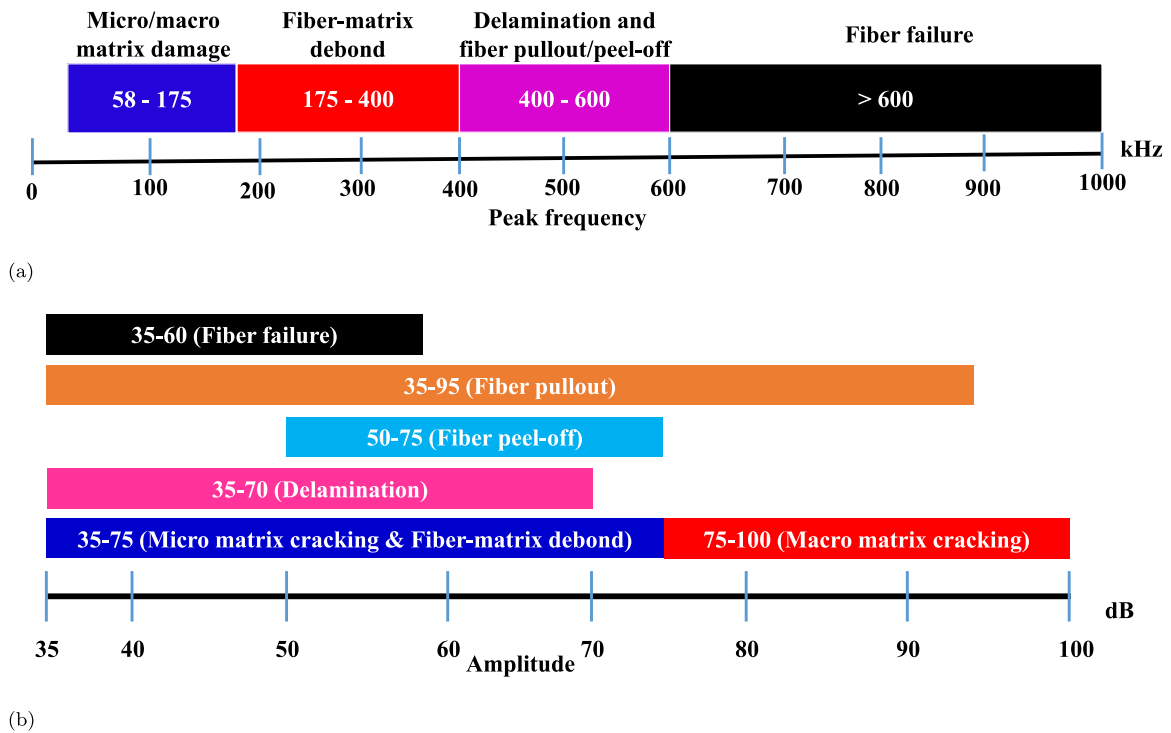 Micro/macro
matrix damage
Fiber-matrix
debond
Delamination and
fiber pullout/peel-off
Fiber failure
58 - 175
175 - 400
400 - 600
> 600
kHz
0
100
200
300
400
500
600
700
800
900
1000
Peak frequency
(a)
35-60 (Fiber failure)
35-95 (Fiber pullout)
50-75 (Fiber peel-off)
35-70 (Delamination)
35-75 (Micro matrix cracking & Fiber-matrix debond)
75-100 (Macro matrix cracking)
dB
35
40
50
60
70
80
90
100
Amplitude
(b)